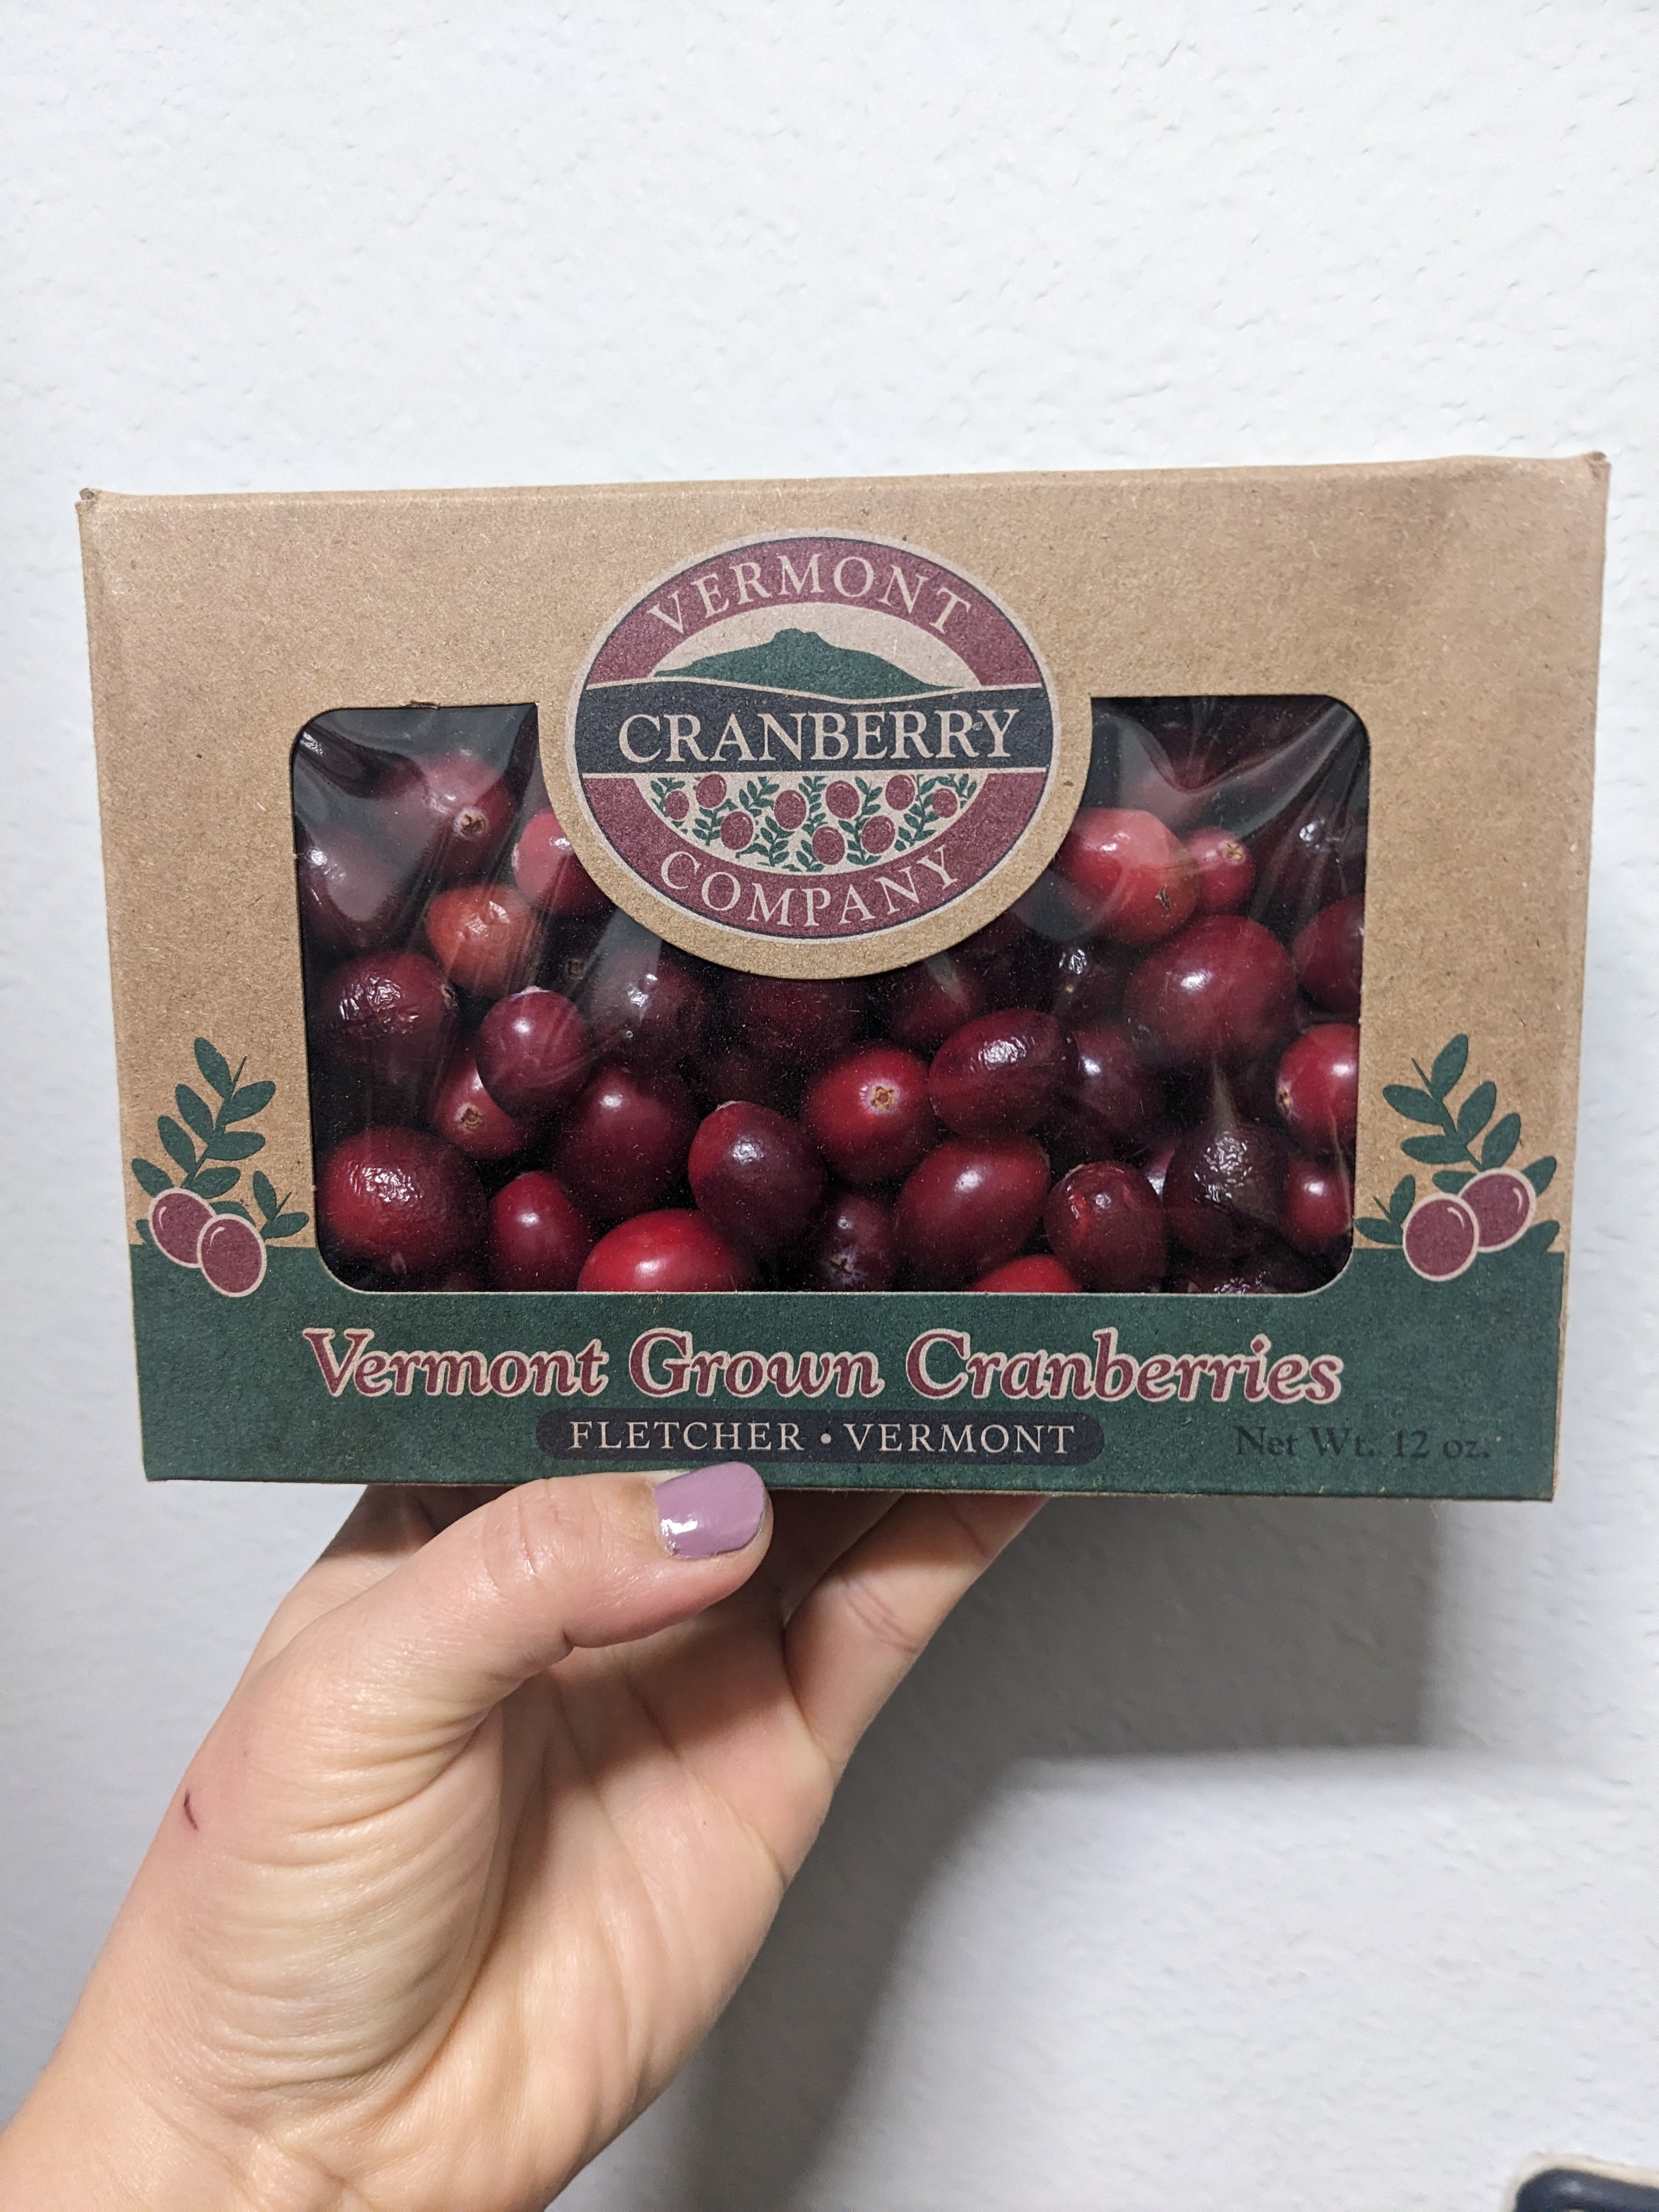 VERMONT
CRANBERRY
COMPANY
Vermont Grown Cranberries
FLETCHER • VERMONT
Net Wt. 12 oz.